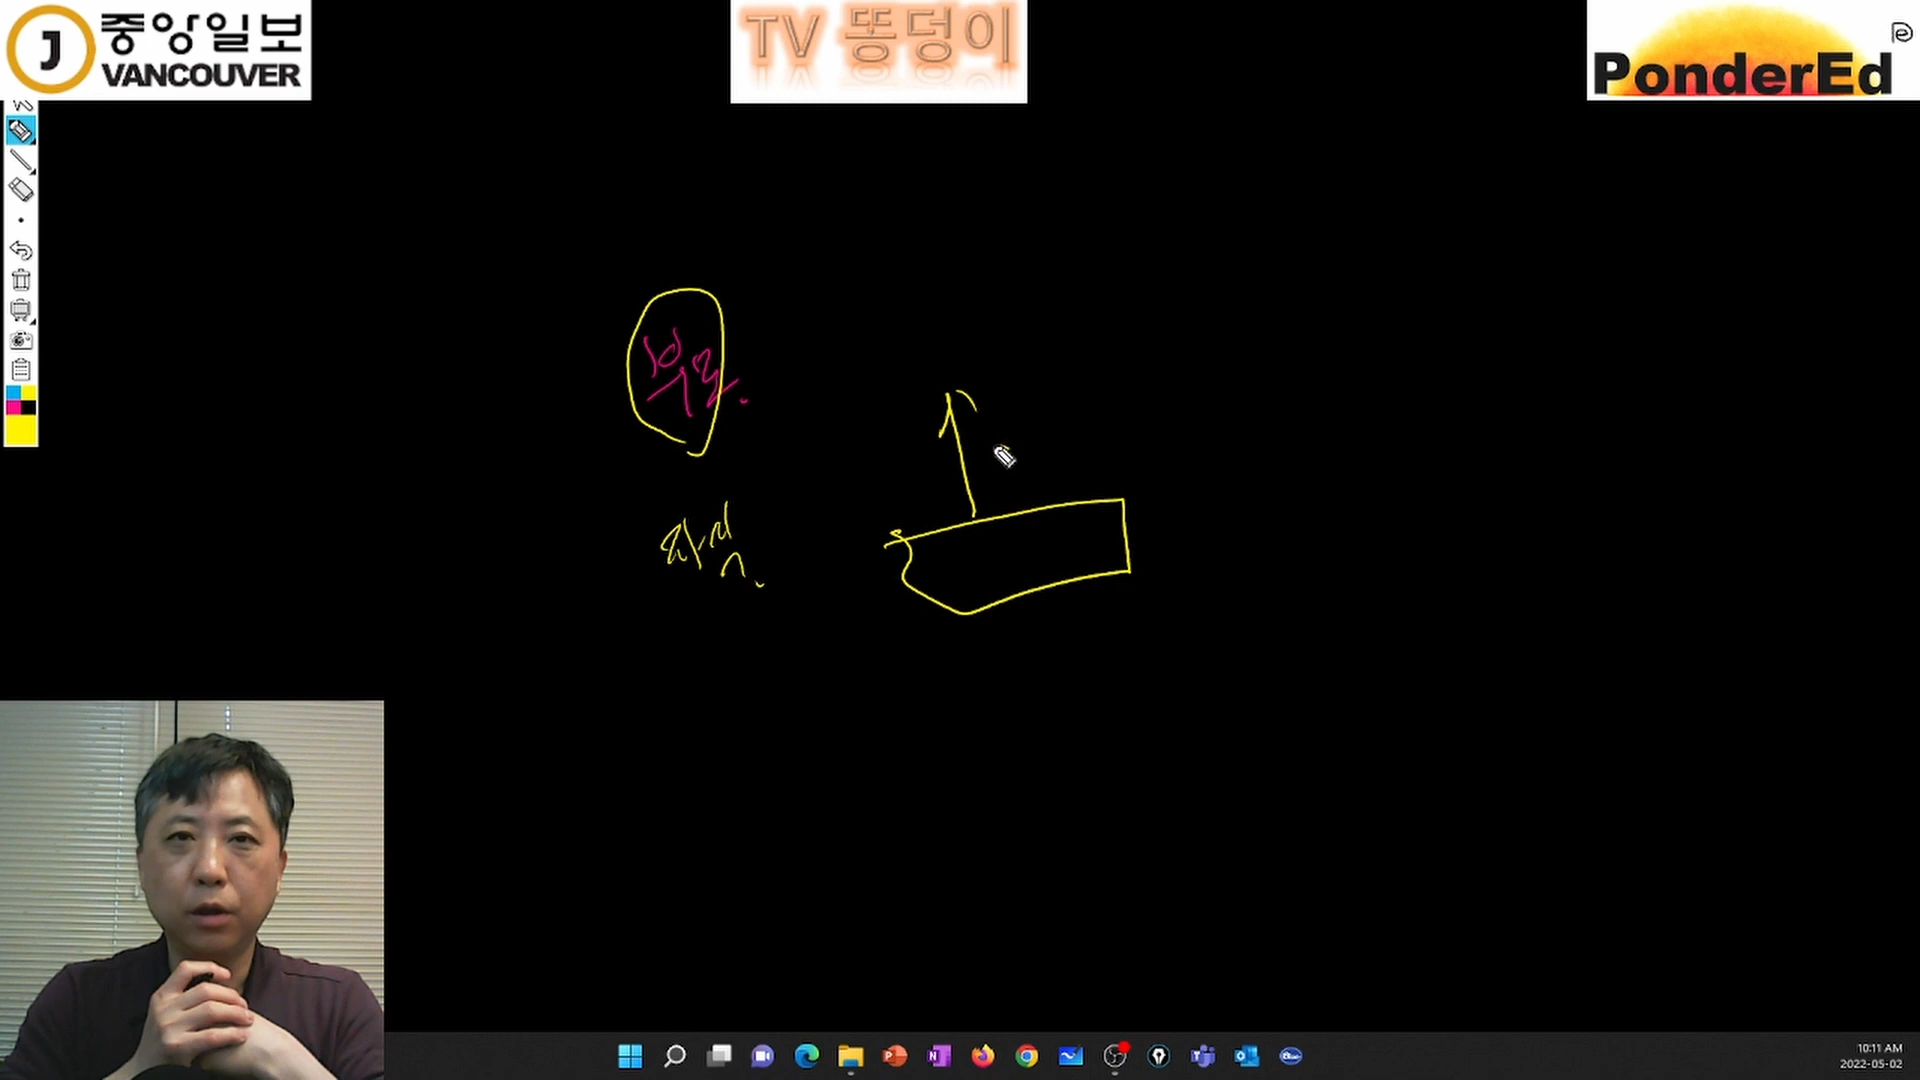 J 중앙일보
VANCOUVER
TV 똥덩이
PonderEd
부모.
자식.
10:11 AM
2022-05-02